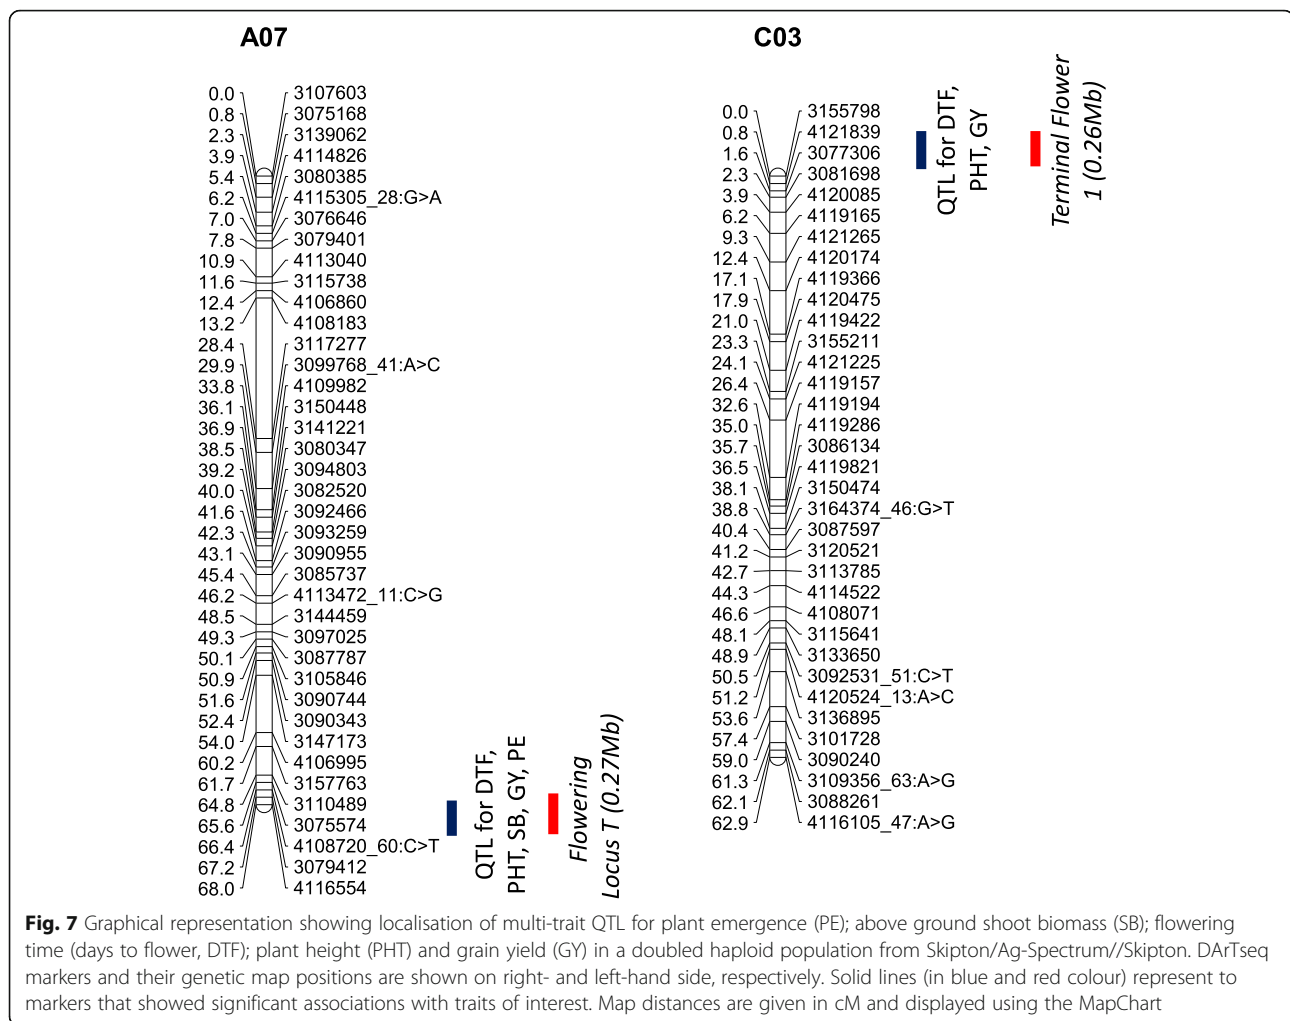 A07
0.0 3107603
0.8 3075168
2.3 3139062
3.9 4114826
5.4 3080385
6.2 4115305_28:G>A
7.0 3076646
7.8 3079401
10.9 4113040
11.6 3115738
12.4 4106860
13.2 4108183
28.4 3117277
29.9 3099768_41:A>C
33.8 4109982
36.1 3150448
36.9 3141221
38.5 3080347
39.2 3094803
40.0 3082520
41.6 3092466
42.3 3093259
43.1 3090955
45.4 3085737
46.2 4113472_11:C>G
48.5 3144459
49.3 3097025
50.1 3087787
50.9 3105846
51.6 3090744
52.4 3090343
54.0 3147173
60.2 4106995
61.7 3157763
64.8 3110489
65.6 3075574
66.4 4108720_60:C>T
67.2 3079412
68.0 4116554
QTL for DTF,
PHT, SB, GY, PE
Flowering
Locus T (0.27Mb)
C03
0.0 3155798
0.8 4121839
1.6 3077306
2.3 3081698
3.9 4120085
6.2 4119165
9.3 4121265
12.4 4120174
17.1 4119366
17.9 4120475
21.0 4119422
23.3 3155211
24.1 4121225
26.4 4119157
32.6 4119194
35.0 4119286
35.7 3086134
36.5 4119821
38.1 3150474
38.8 3164374_46:G>T
40.4 3087597
41.2 3120521
42.7 3113785
44.3 4114522
46.6 4108071
48.1 3115641
48.9 3133650
50.5 3092531_51:C>T
51.2 4120524_13:A>C
53.6 3136895
57.4 3101728
59.0 3090240
61.3 3109356_63:A>G
62.1 3088261
62.9 4116105_47:A>G
QTL for DTF,
PHT, GY
Terminal Flower
1 (0.26Mb)
Fig. 7 Graphical representation showing localisation of multi-trait QTL for plant emergence (PE); above ground shoot biomass (SB); flowering
time (days to flower, DTF); plant height (PHT) and grain yield (GY) in a doubled haploid population from Skipton/Ag-Spectrum//Skipton. DArTseq
markers and their genetic map positions are shown on right- and left-hand side, respectively. Solid lines (in blue and red colour) represent to
markers that showed significant associations with traits of interest. Map distances are given in cM and displayed using the MapChart